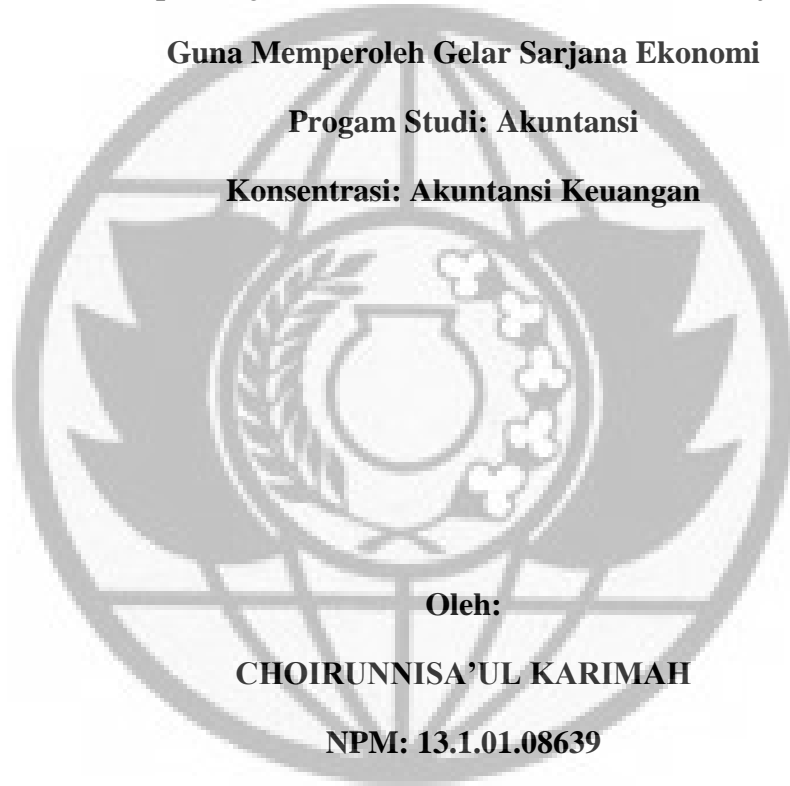 Guna Memperoleh Gelar Sarjana Ekonomi
Progam Studi: Akuntansi
Konsentrasi: Akuntansi Keuangan
Oleh:
CHOIRUNNISA’UL KARIMAH
NPM: 13.1.01.08639